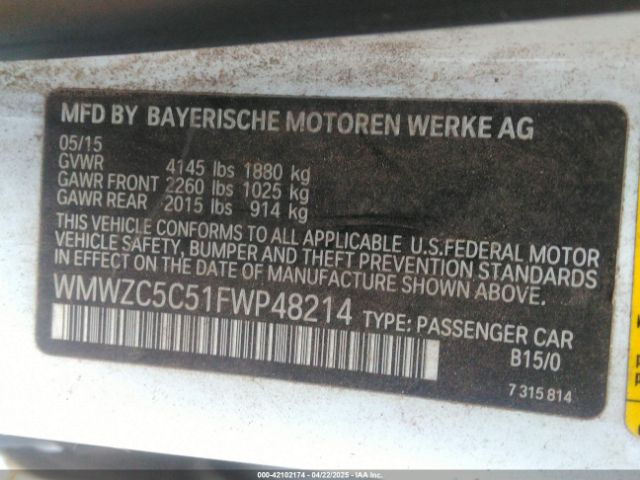 MFD BY BAYERISCHE MOTOREN WERKE AG
05/15
GVWR 4145 lbs 1880 kg
GAWR FRONT 2260 lbs 1025 kg
GAWR REAR 2015 lbs 914 kg
THIS VEHICLE CONFORMS TO ALL APPLICABLE U.S.FEDERAL MOTOR
VEHICLE SAFETY, BUMPER AND THEFT PREVENTION STANDARDS
IN EFFECT ON THE DATE OF MANUFACTURE SHOWN ABOVE.
WMWZC5C51FWP48214 TYPE: PASSENGER CAR
B15/0
7 315 814
000-42102174 - 04/22/2025 - IAAI.COM